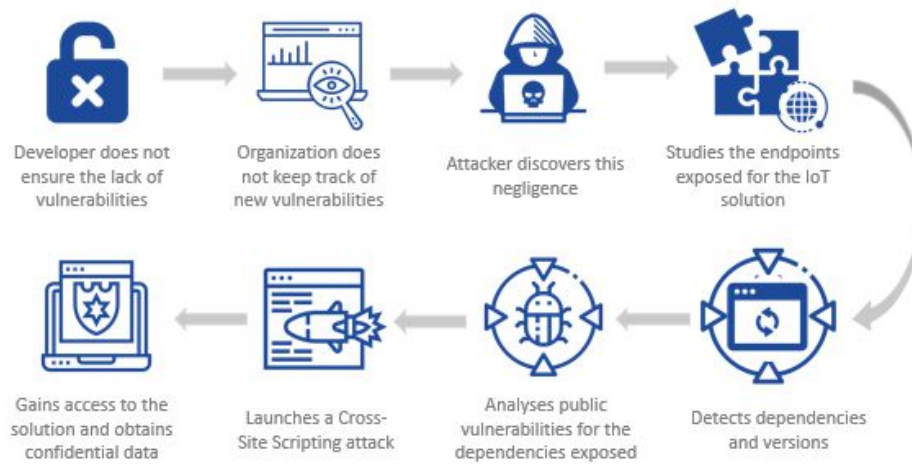 Developer does not
ensure the lack of
vulnerabilities
Organization does
not keep track of
new vulnerabilities
Attacker discovers this
negligence
Studies the endpoints
exposed for the IoT
solution
Gains access to the
solution and obtains
confidential data
Launches a Cross-
Site Scripting attack
Analyses public
vulnerabilities for the
dependencies exposed
Detects dependencies
and versions